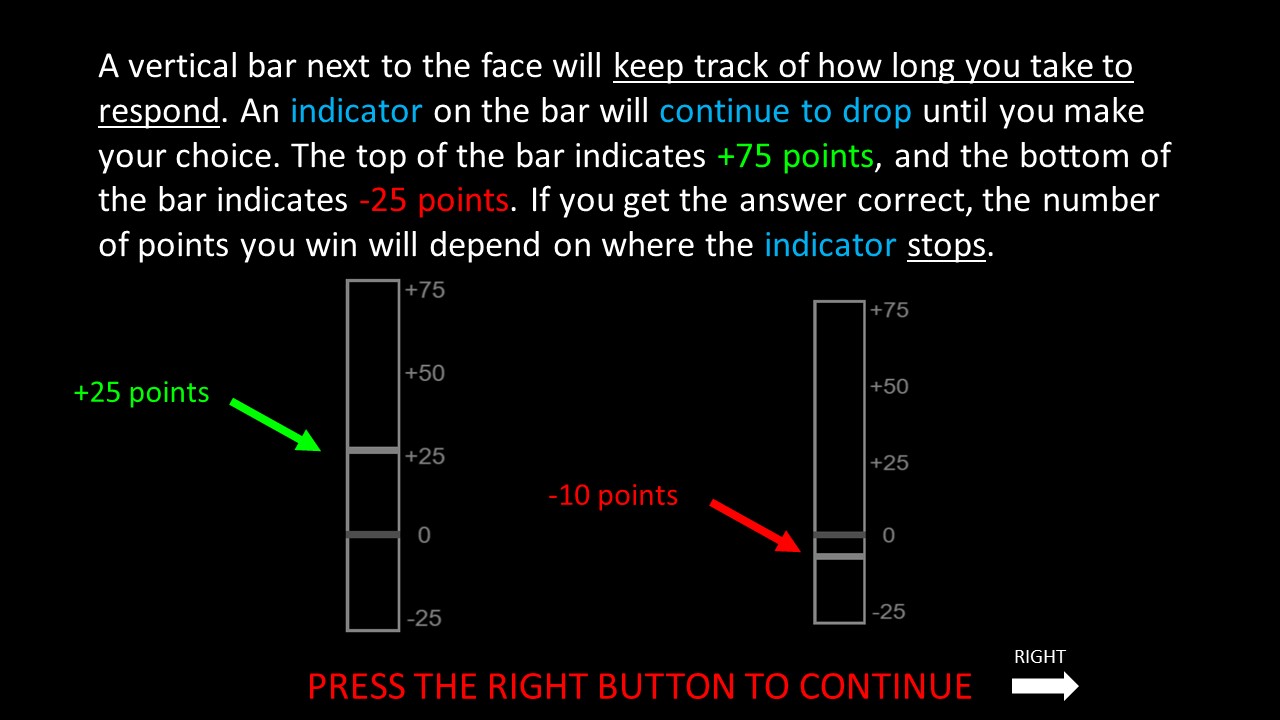 A vertical bar next to the face will keep track of how long you take to
respond. An indicator on the bar will continue to drop until you make
your choice. The top of the bar indicates +75 points, and the bottom of
the bar indicates -25 points. If you get the answer correct, the number
of points you win will depend on where the indicator stops.
+75
+50
+25
0
-25
+25 points
+75
+50
+25
0
-25
-10 points
PRESS THE RIGHT BUTTON TO CONTINUE
RIGHT